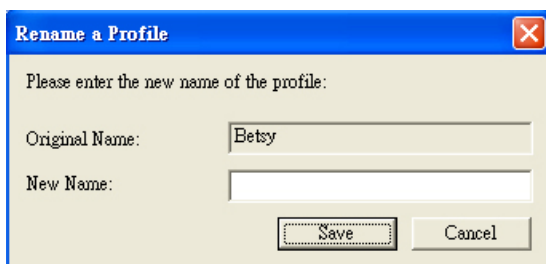 Rename a Profile
Please enter the new name of the profile:
Original Name: Betsy
New Name:
Save Cancel